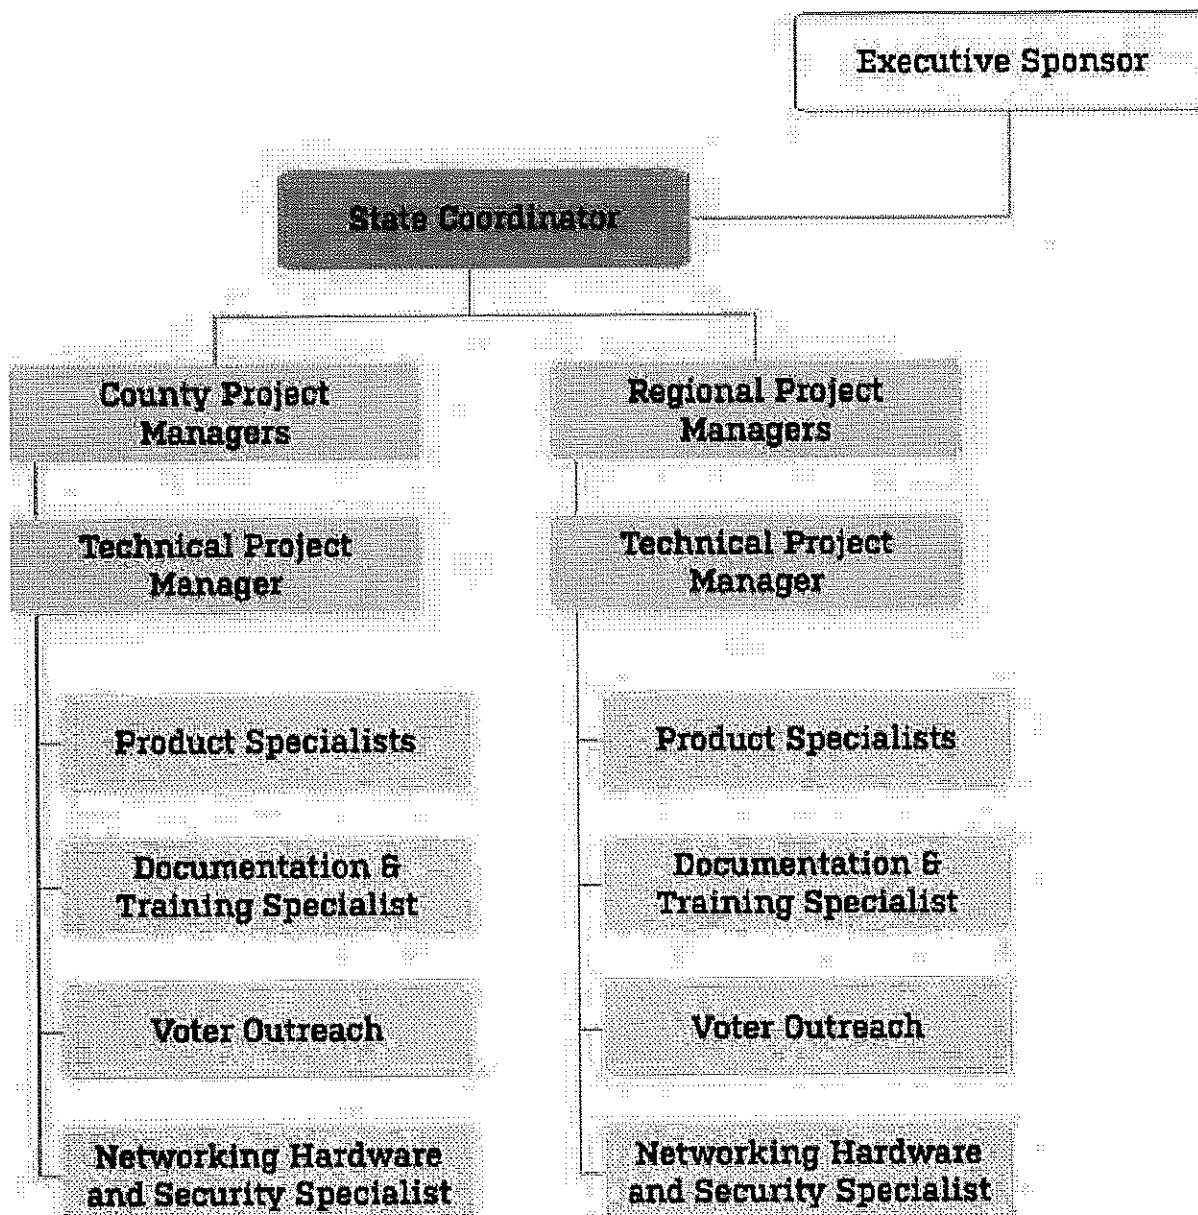 Executive Sponsor
State Coordinator
County Project
Managers
Regional Project
Managers
Technical Project
Manager
Technical Project
Manager
Product Specialists
Product Specialists
Documentation &
Training Specialist
Documentation &
Training Specialist
Voter Outreach
Voter Outreach
Networking Hardware
and Security Specialist
Networking Hardware
and Security Specialist